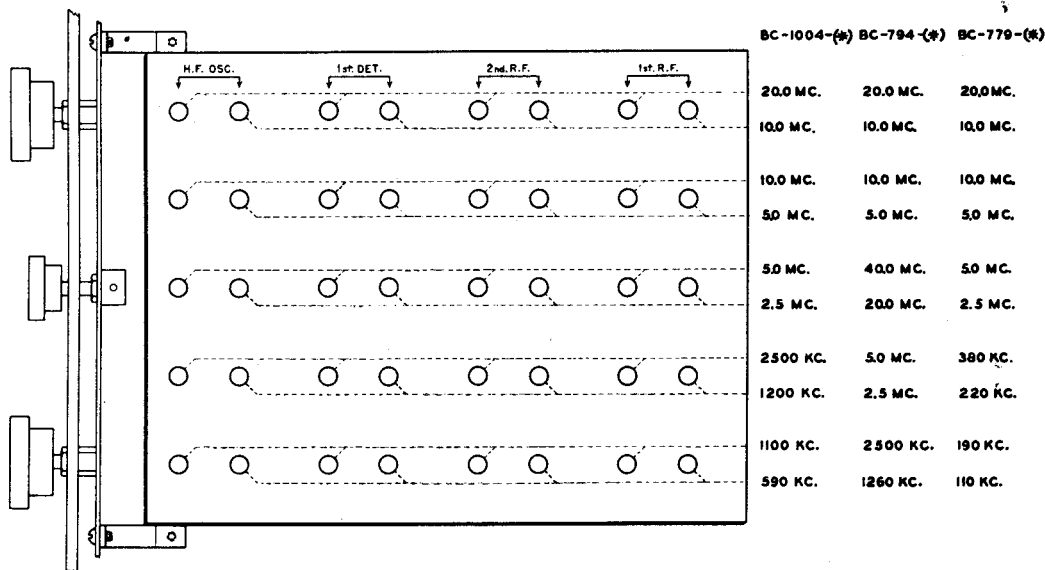 BC-1004-(*) BC-794-(*) BC-779-(*)
H.F. OSC. 1st. DET. 2nd. R.F. 1st. R.F.
20.0 MC. 20.0 MC. 20.0 MC.
10.0 MC. 10.0 MC. 10.0 MC.
10.0 MC. 10.0 MC. 10.0 MC.
5.0 MC. 5.0 MC. 5.0 MC.
5.0 MC. 40.0 MC. 5.0 MC.
2.5 MC. 20.0 MC. 2.5 MC.
2500 KC. 5.0 MC. 380 KC.
1200 KC. 2.5 MC. 220 KC.
1100 KC. 2500 KC. 190 KC.
590 KC. 1260 KC. 110 KC.